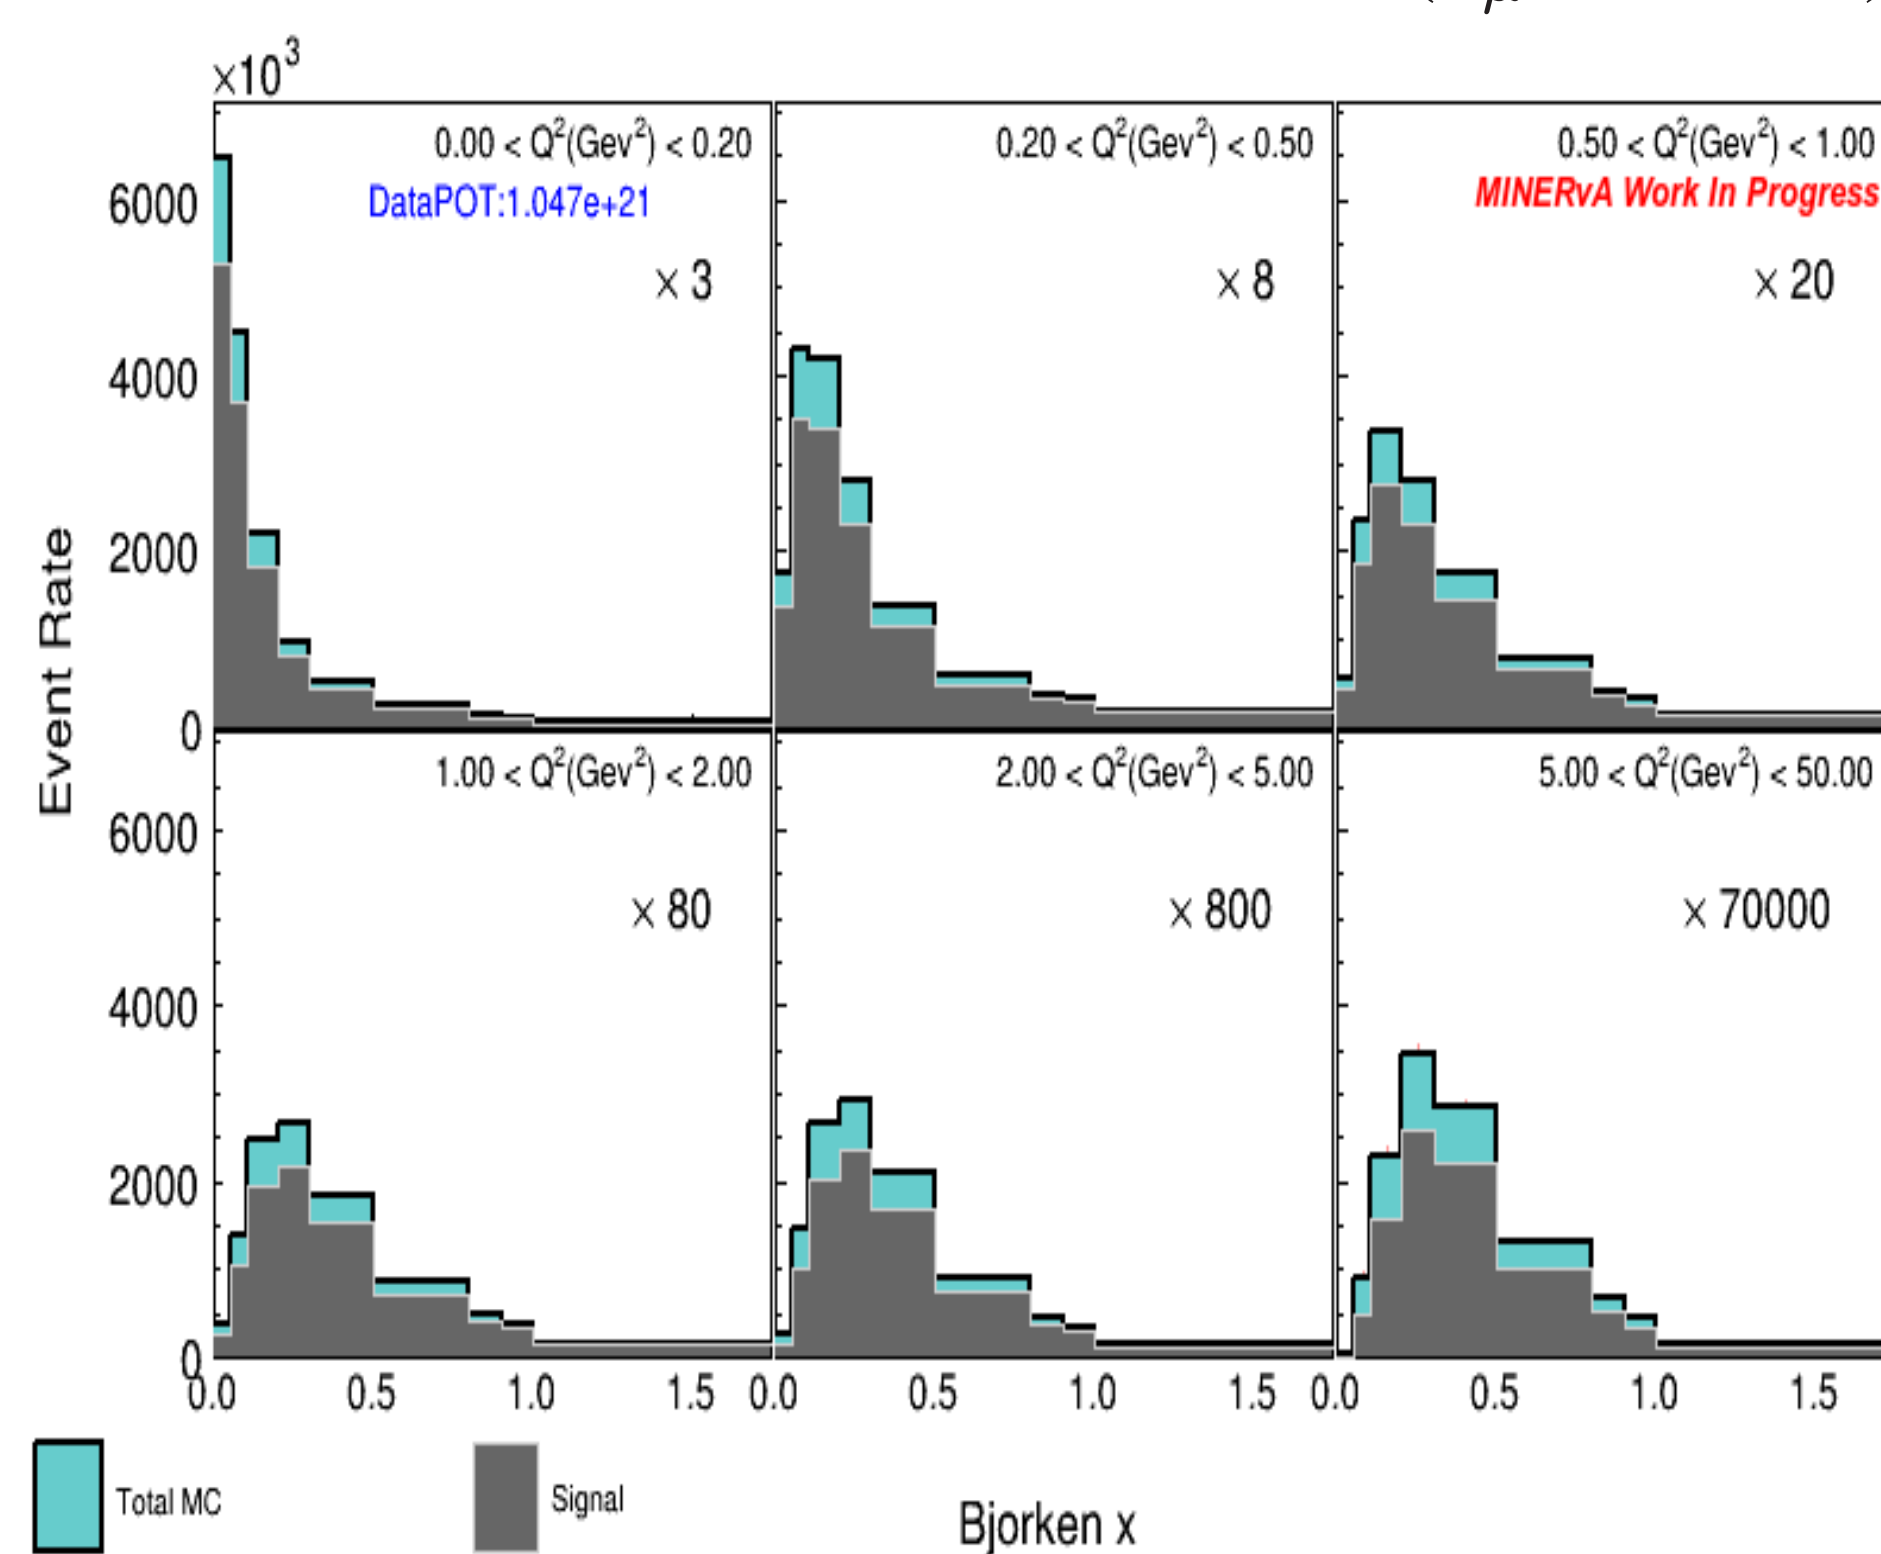 ×10³
0.00 < Q²(Gev²) < 0.20
DataPOT:1.047e+21
× 3
0.20 < Q²(Gev²) < 0.50
× 8
0.50 < Q²(Gev²) < 1.00
MINERvA Work In Progress
× 20
6000
4000
2000
0
Event Rate
1.00 < Q²(Gev²) < 2.00
× 80
2.00 < Q²(Gev²) < 5.00
× 800
5.00 < Q²(Gev²) < 50.00
× 70000
6000
4000
2000
0
0.0 0.5 1.0 1.5 0.0 0.5 1.0 1.5 0.0 0.5 1.0 1.5
Total MC
Signal
Bjorken x